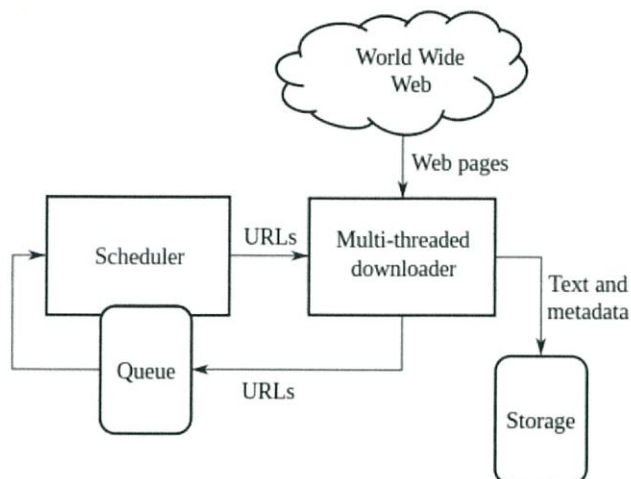 World Wide
Web
Web pages
Scheduler
URLs
Multi-threaded
downloader
Text and
metadata
Queue
URLs
Storage